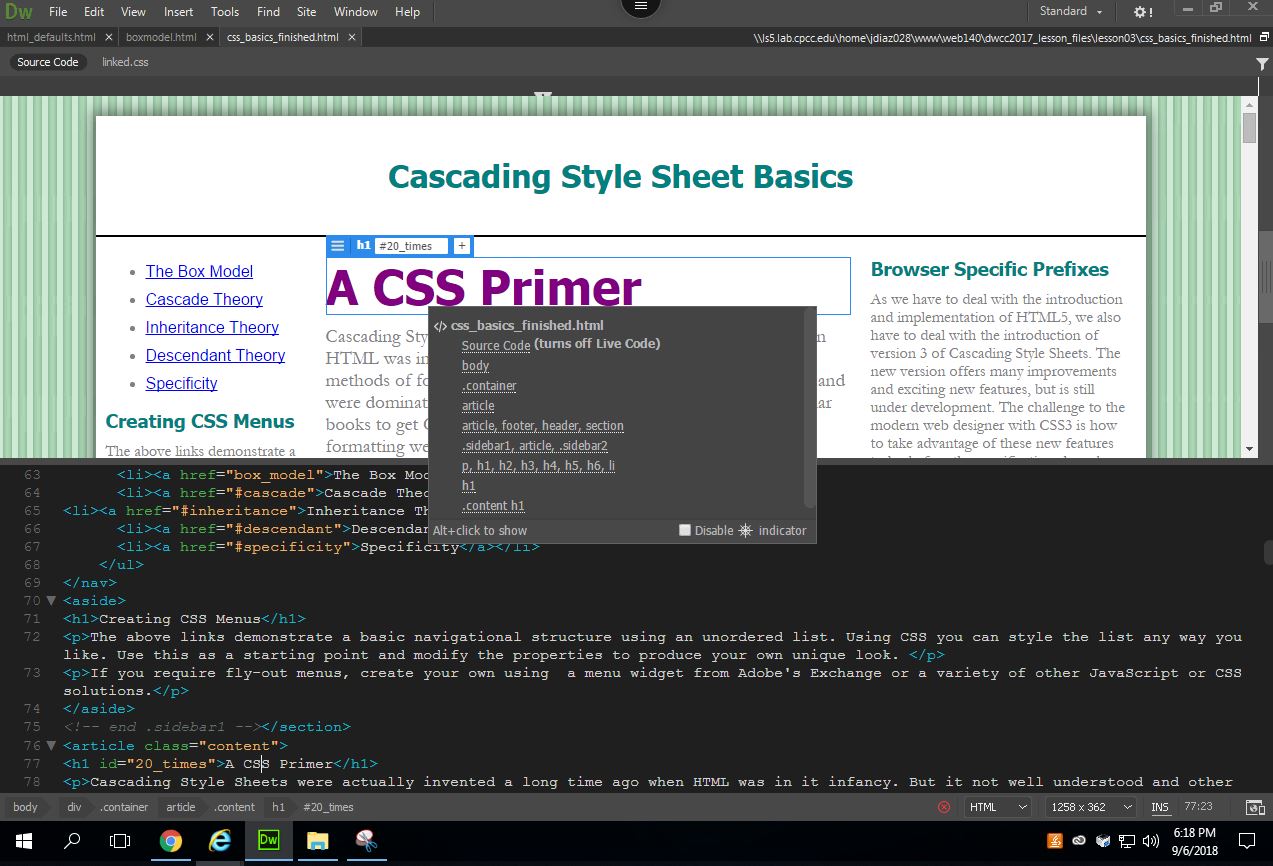 Dw File Edit View Insert Format Tools Find Site Window Help Standard !
html_defaults.html × boxmodel.html × css_basics_finished.html × \\ls5.lab.cpcc.edu\home\jdiaz028\www\web140\dwcc2017_lesson_files\lesson03\css_basics_finished.html
Source Code linked.css
Cascading Style Sheet Basics
h1 #20_times +
The Box Model
Cascade Theory
Inheritance Theory
Descendant Theory
Specificity
Creating CSS Menus
The above links demonstrate a
A CSS Primer
Cascading Sty
n
HTML was in
methods of fo
and
were dominat
ar
books to get C
formatting we
</> css_basics_finished.html
Source Code (turns off Live Code)
body
.container
article
article, footer, header, section
.sidebar1, article, .sidebar2
p, h1, h2, h3, h4, h5, h6, li
h1
.content h1
Alt+click to show Disable indicator
Browser Specific Prefixes
As we have to deal with the introduction
and implementation of HTML5, we also
have to deal with the introduction of
version 3 of Cascading Style Sheets. The
new version offers many improvements
and exciting new features, but is still
under development. The challenge to the
modern web designer with CSS3 is how
to take advantage of these new features
63 <li><a href="box_model">The Box Mod
64 <li><a href="#cascade">Cascade Theo
65 <li><a href="#inheritance">Inheritance Th
66 <li><a href="#descendant">Descendan
67 <li><a href="#specificity">Specificity</a></li>
68 </ul>
69 </nav>
70 <aside>
71 <h1>Creating CSS Menus</h1>
72 <p>The above links demonstrate a basic navigational structure using an unordered list. Using CSS you can style the list any way you
like. Use this as a starting point and modify the properties to produce your own unique look. </p>
73 <p>If you require fly-out menus, create your own using  a menu widget from Adobe's Exchange or a variety of other JavaScript or CSS
solutions.</p>
74 </aside>
75 <!-- end .sidebar1 --></section>
76 <article class="content">
77 <h1 id="20_times">A CSS Primer</h1>
78 <p>Cascading Style Sheets were actually invented a long time ago when HTML was in it infancy. But it not well understood and other
body div .container article .content h1 #20_times HTML 1258 x 362 INS 77:23
Dw
6:18 PM
9/6/2018